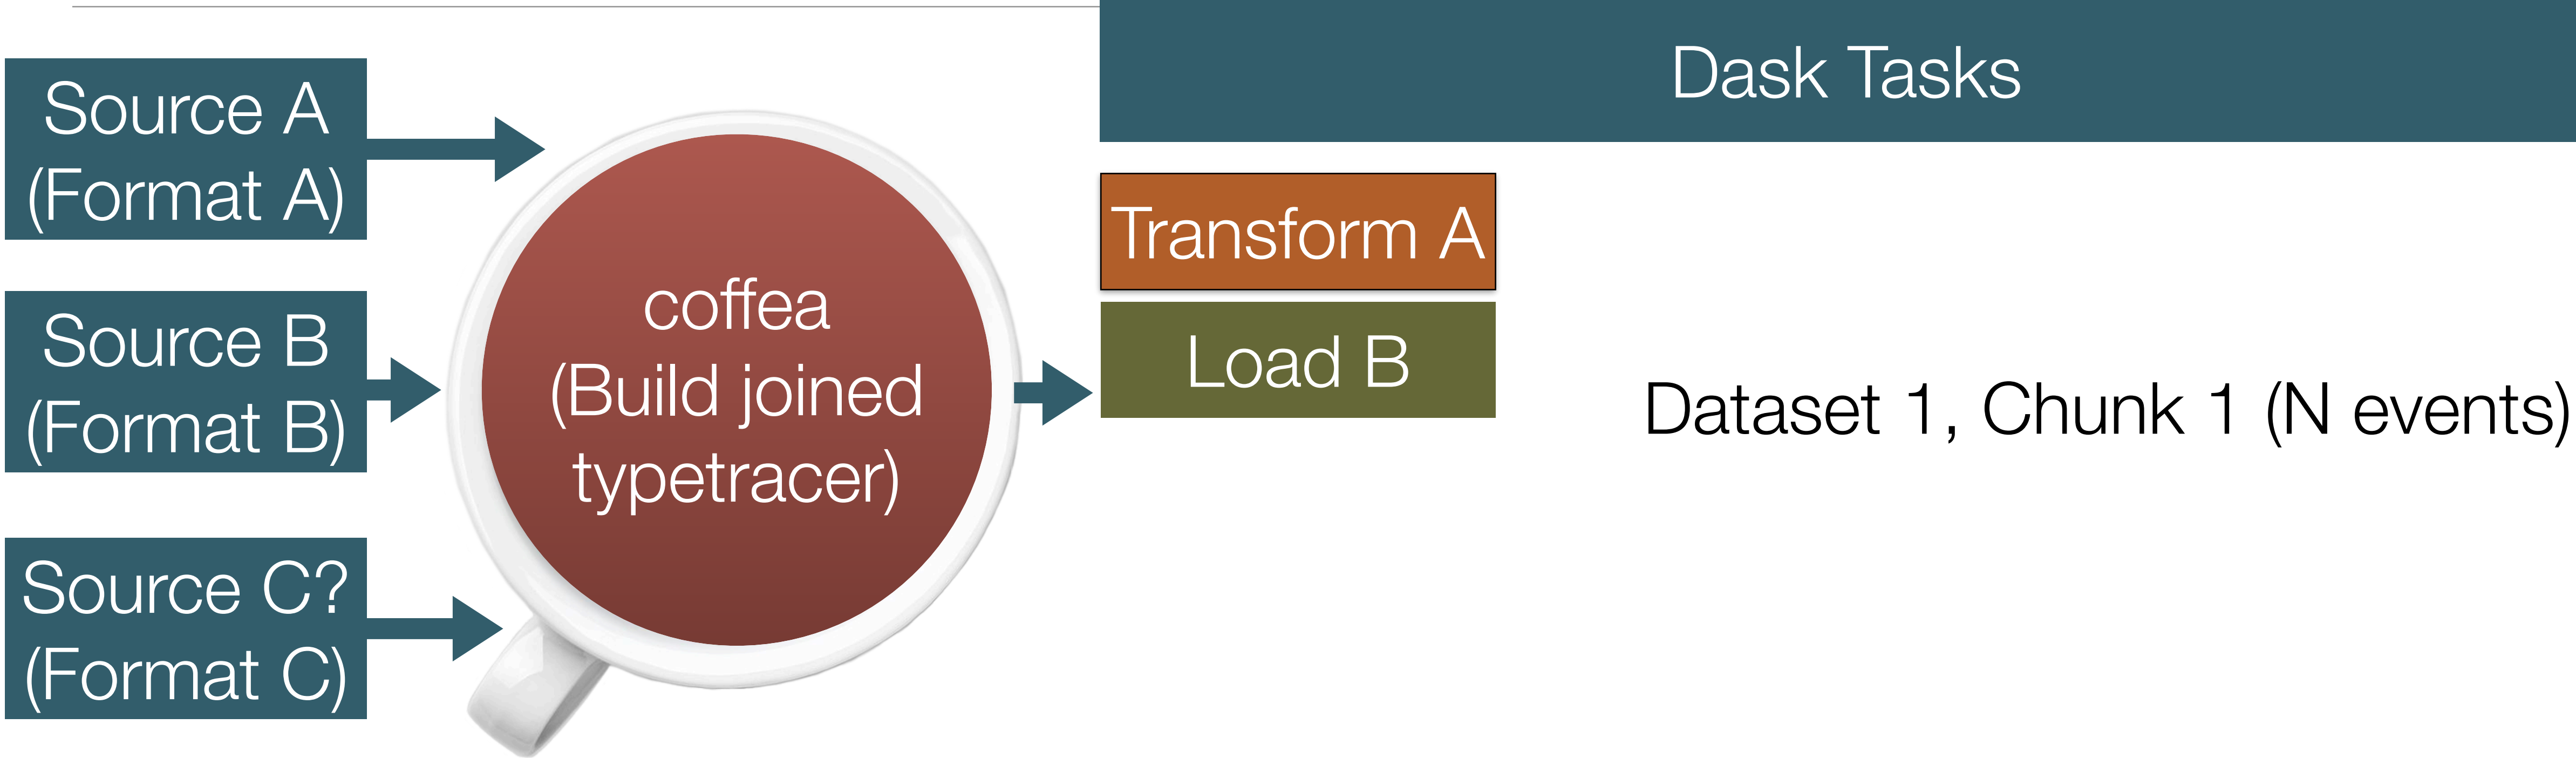 Dask Tasks
Source A
(Format A)
Source B
(Format B)
Source C?
(Format C)
coffea
(Build joined
typetracer)
Transform A
Load B
Dataset 1, Chunk 1 (N events)